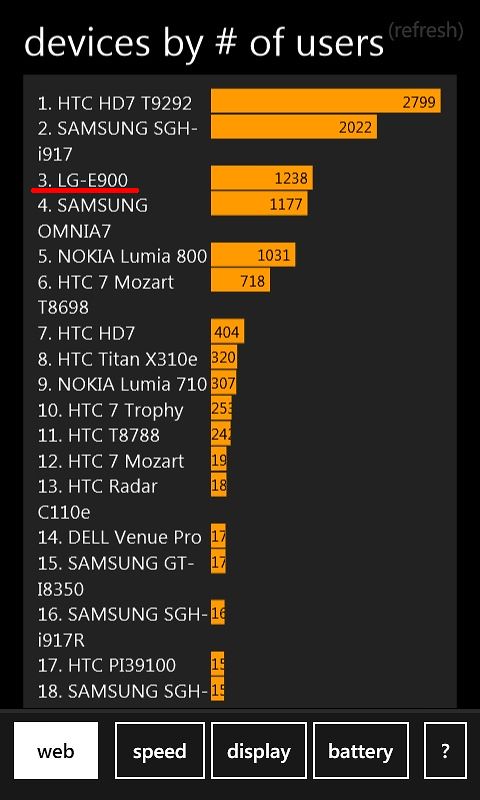 devices by # of users (refresh)
1. HTC HD7 T9292 2799
2. SAMSUNG SGH- 2022
i917
3. LG-E900 1238
4. SAMSUNG 1177
OMNIA7
5. NOKIA Lumia 800 1031
6. HTC 7 Mozart 718
T8698
7. HTC HD7 404
8. HTC Titan X310e 320
9. NOKIA Lumia 710 307
10. HTC 7 Trophy 253
11. HTC T8788 242
12. HTC 7 Mozart 19
13. HTC Radar 18
C110e
14. DELL Venue Pro 17
15. SAMSUNG GT- 17
I8350
16. SAMSUNG SGH- 16
i917R
17. HTC PI39100 15
18. SAMSUNG SGH- 15
web speed display battery ?